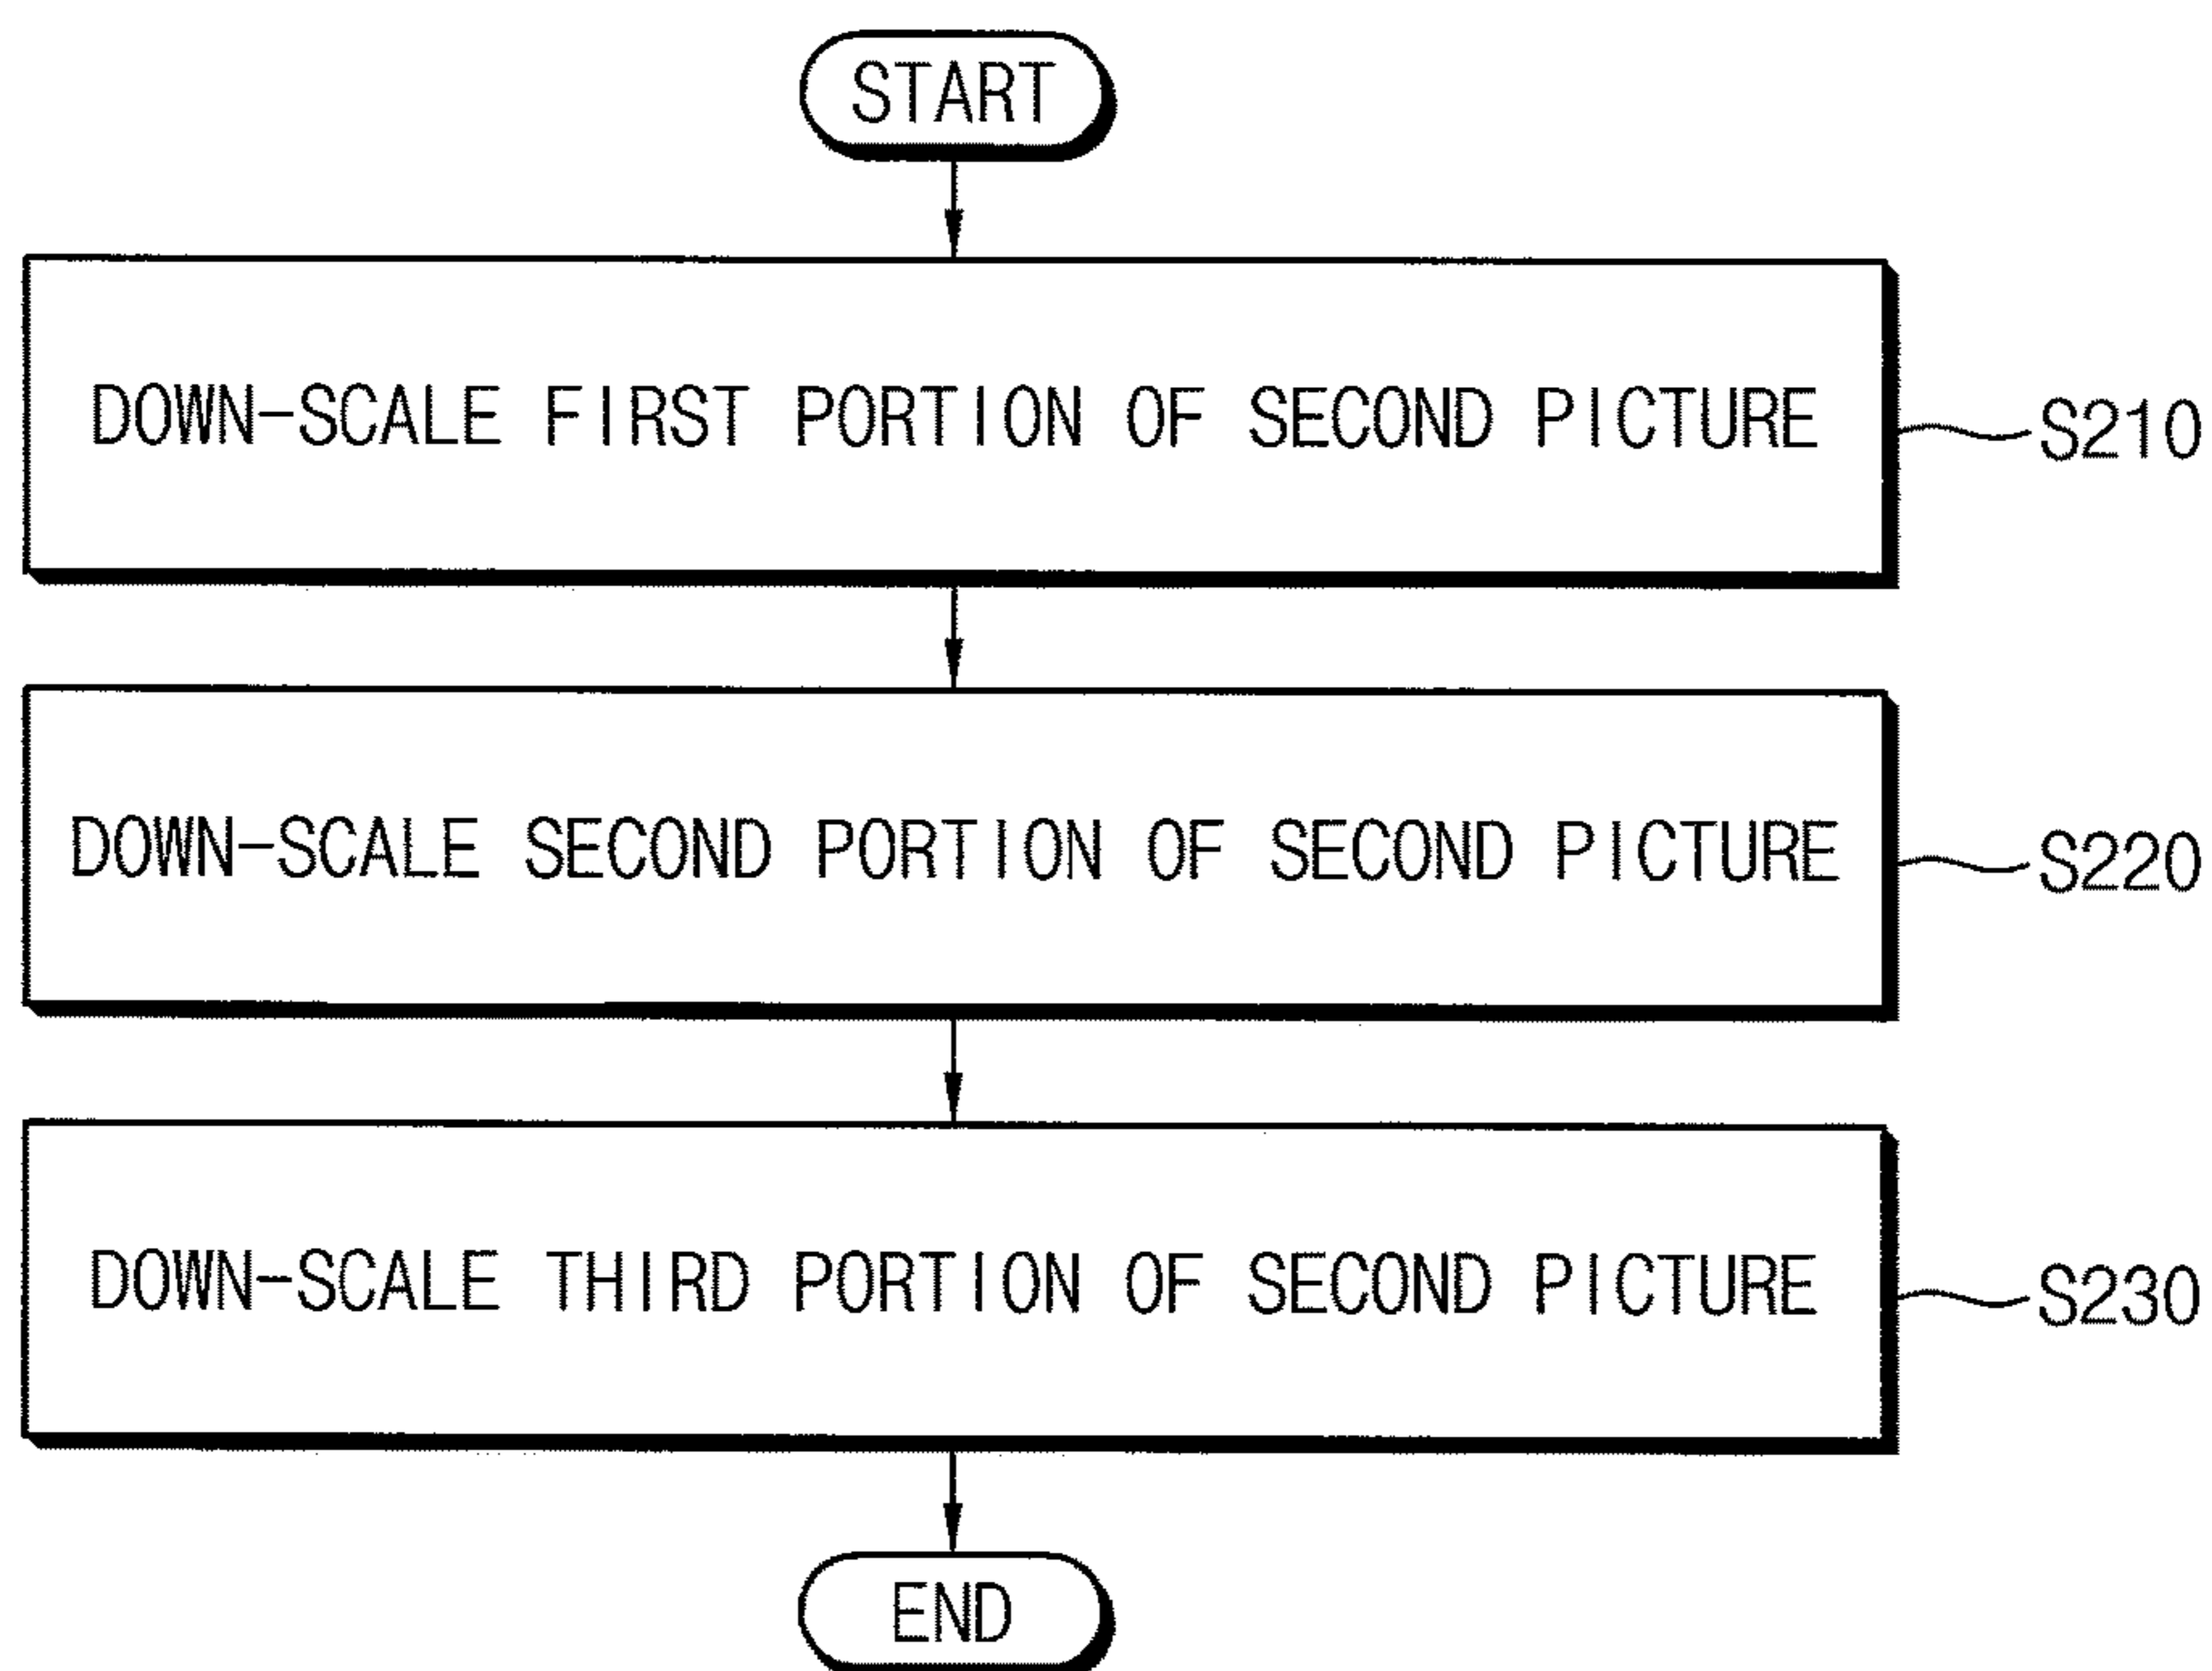 START
DOWN-SCALE FIRST PORTION OF SECOND PICTURE
S210
DOWN-SCALE SECOND PORTION OF SECOND PICTURE
S220
DOWN-SCALE THIRD PORTION OF SECOND PICTURE
S230
END